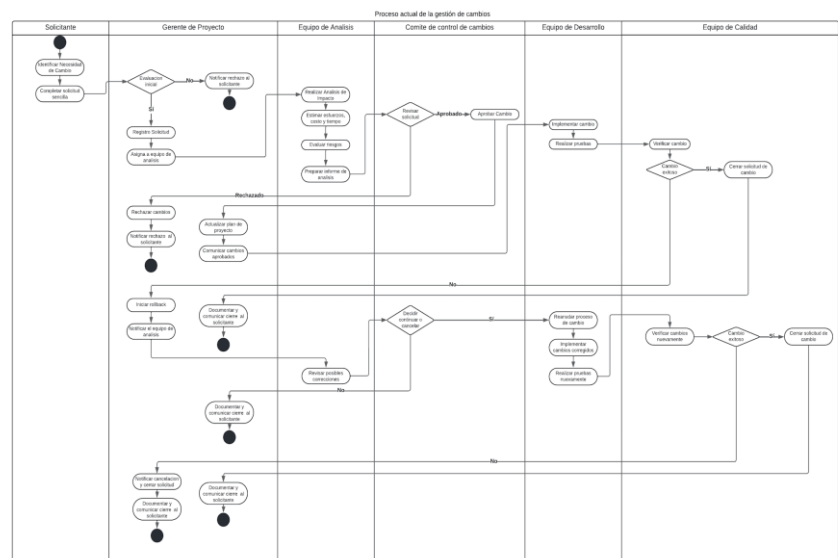 Proceso actual de la gestión de cambios
Solicitante
Gerente de Proyecto
Equipo de Analisis
Comite de control de cambios
Equipo de Desarrollo
Equipo de Calidad
Identificar Necesidad
de Cambio
Completar solicitud
sencilla
Evaluacion
inicial
No
Notificar rechazo al
solicitante
Si
Registro Solicitud
Asigna a equipo de
analisis
Realizar Analisis de
Impacto
Estimar esfuerzos,
costo y tiempo
Evaluar riesgos
Preparar informe de
analisis
Revisar
solicitud
Aprobado
Aprobar Cambio
Rechazado
Implementar cambio
Realizar pruebas
Verificar cambio
Cambio
exitoso
Si
Cerrar solicitud de
cambio
Rechazar cambios
Notificar rechazo al
solicitante
Actualizar plan de
proyecto
Comunicar cambios
aprobados
No
Iniciar rollback
Notificar el equipo de
analisis
Documentar y
comunicar cierre al
solicitante
Revisar posibles
correcciones
Decidir
continuar o
cancelar
Si
No
Reanudar proceso
de cambio
Implementar
cambios corregidos
Realizar pruebas
nuevamente
Verificar cambios
nuevamente
Cambio
exitoso
Si
Cerrar solicitud de
cambio
Documentar y
comunicar cierre al
solicitante
No
Notificar cancelacion
y cerrar solicitud
Documentar y
comunicar cierre al
solicitante
Documentar y
comunicar cierre al
solicitante